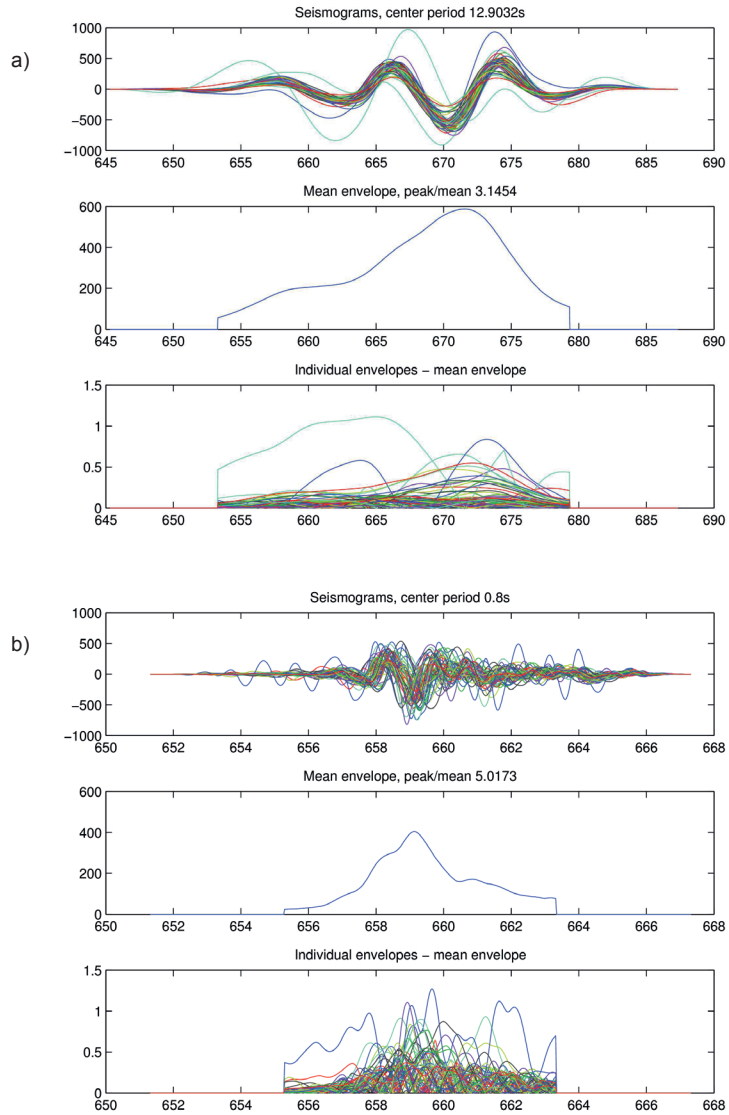 a)
Seismograms, center period 12.9032s
1000
500
0
−500
−1000
645 650 655 660 665 670 675 680 685 690
Mean envelope, peak/mean 3.1454
600
400
200
0
645 650 655 660 665 670 675 680 685 690
Individual envelopes − mean envelope
1.5
1
0.5
0
645 650 655 660 665 670 675 680 685 690
b)
Seismograms, center period 0.8s
1000
500
0
−500
−1000
650 652 654 656 658 660 662 664 666 668
Mean envelope, peak/mean 5.0173
600
400
200
0
650 652 654 656 658 660 662 664 666 668
Individual envelopes − mean envelope
1.5
1
0.5
0
650 652 654 656 658 660 662 664 666 668